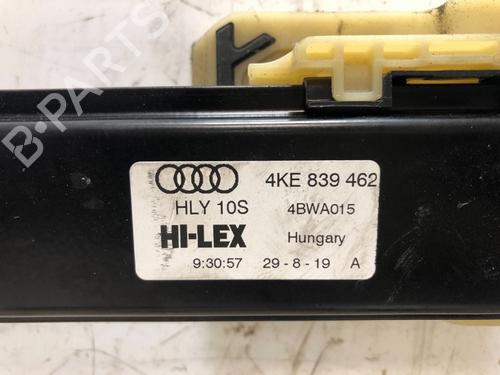 B-PARTS
4KE 839 462
HLY 10S 4BWA015
HI-LEX Hungary
9:30:57 29 - 8 - 19 A